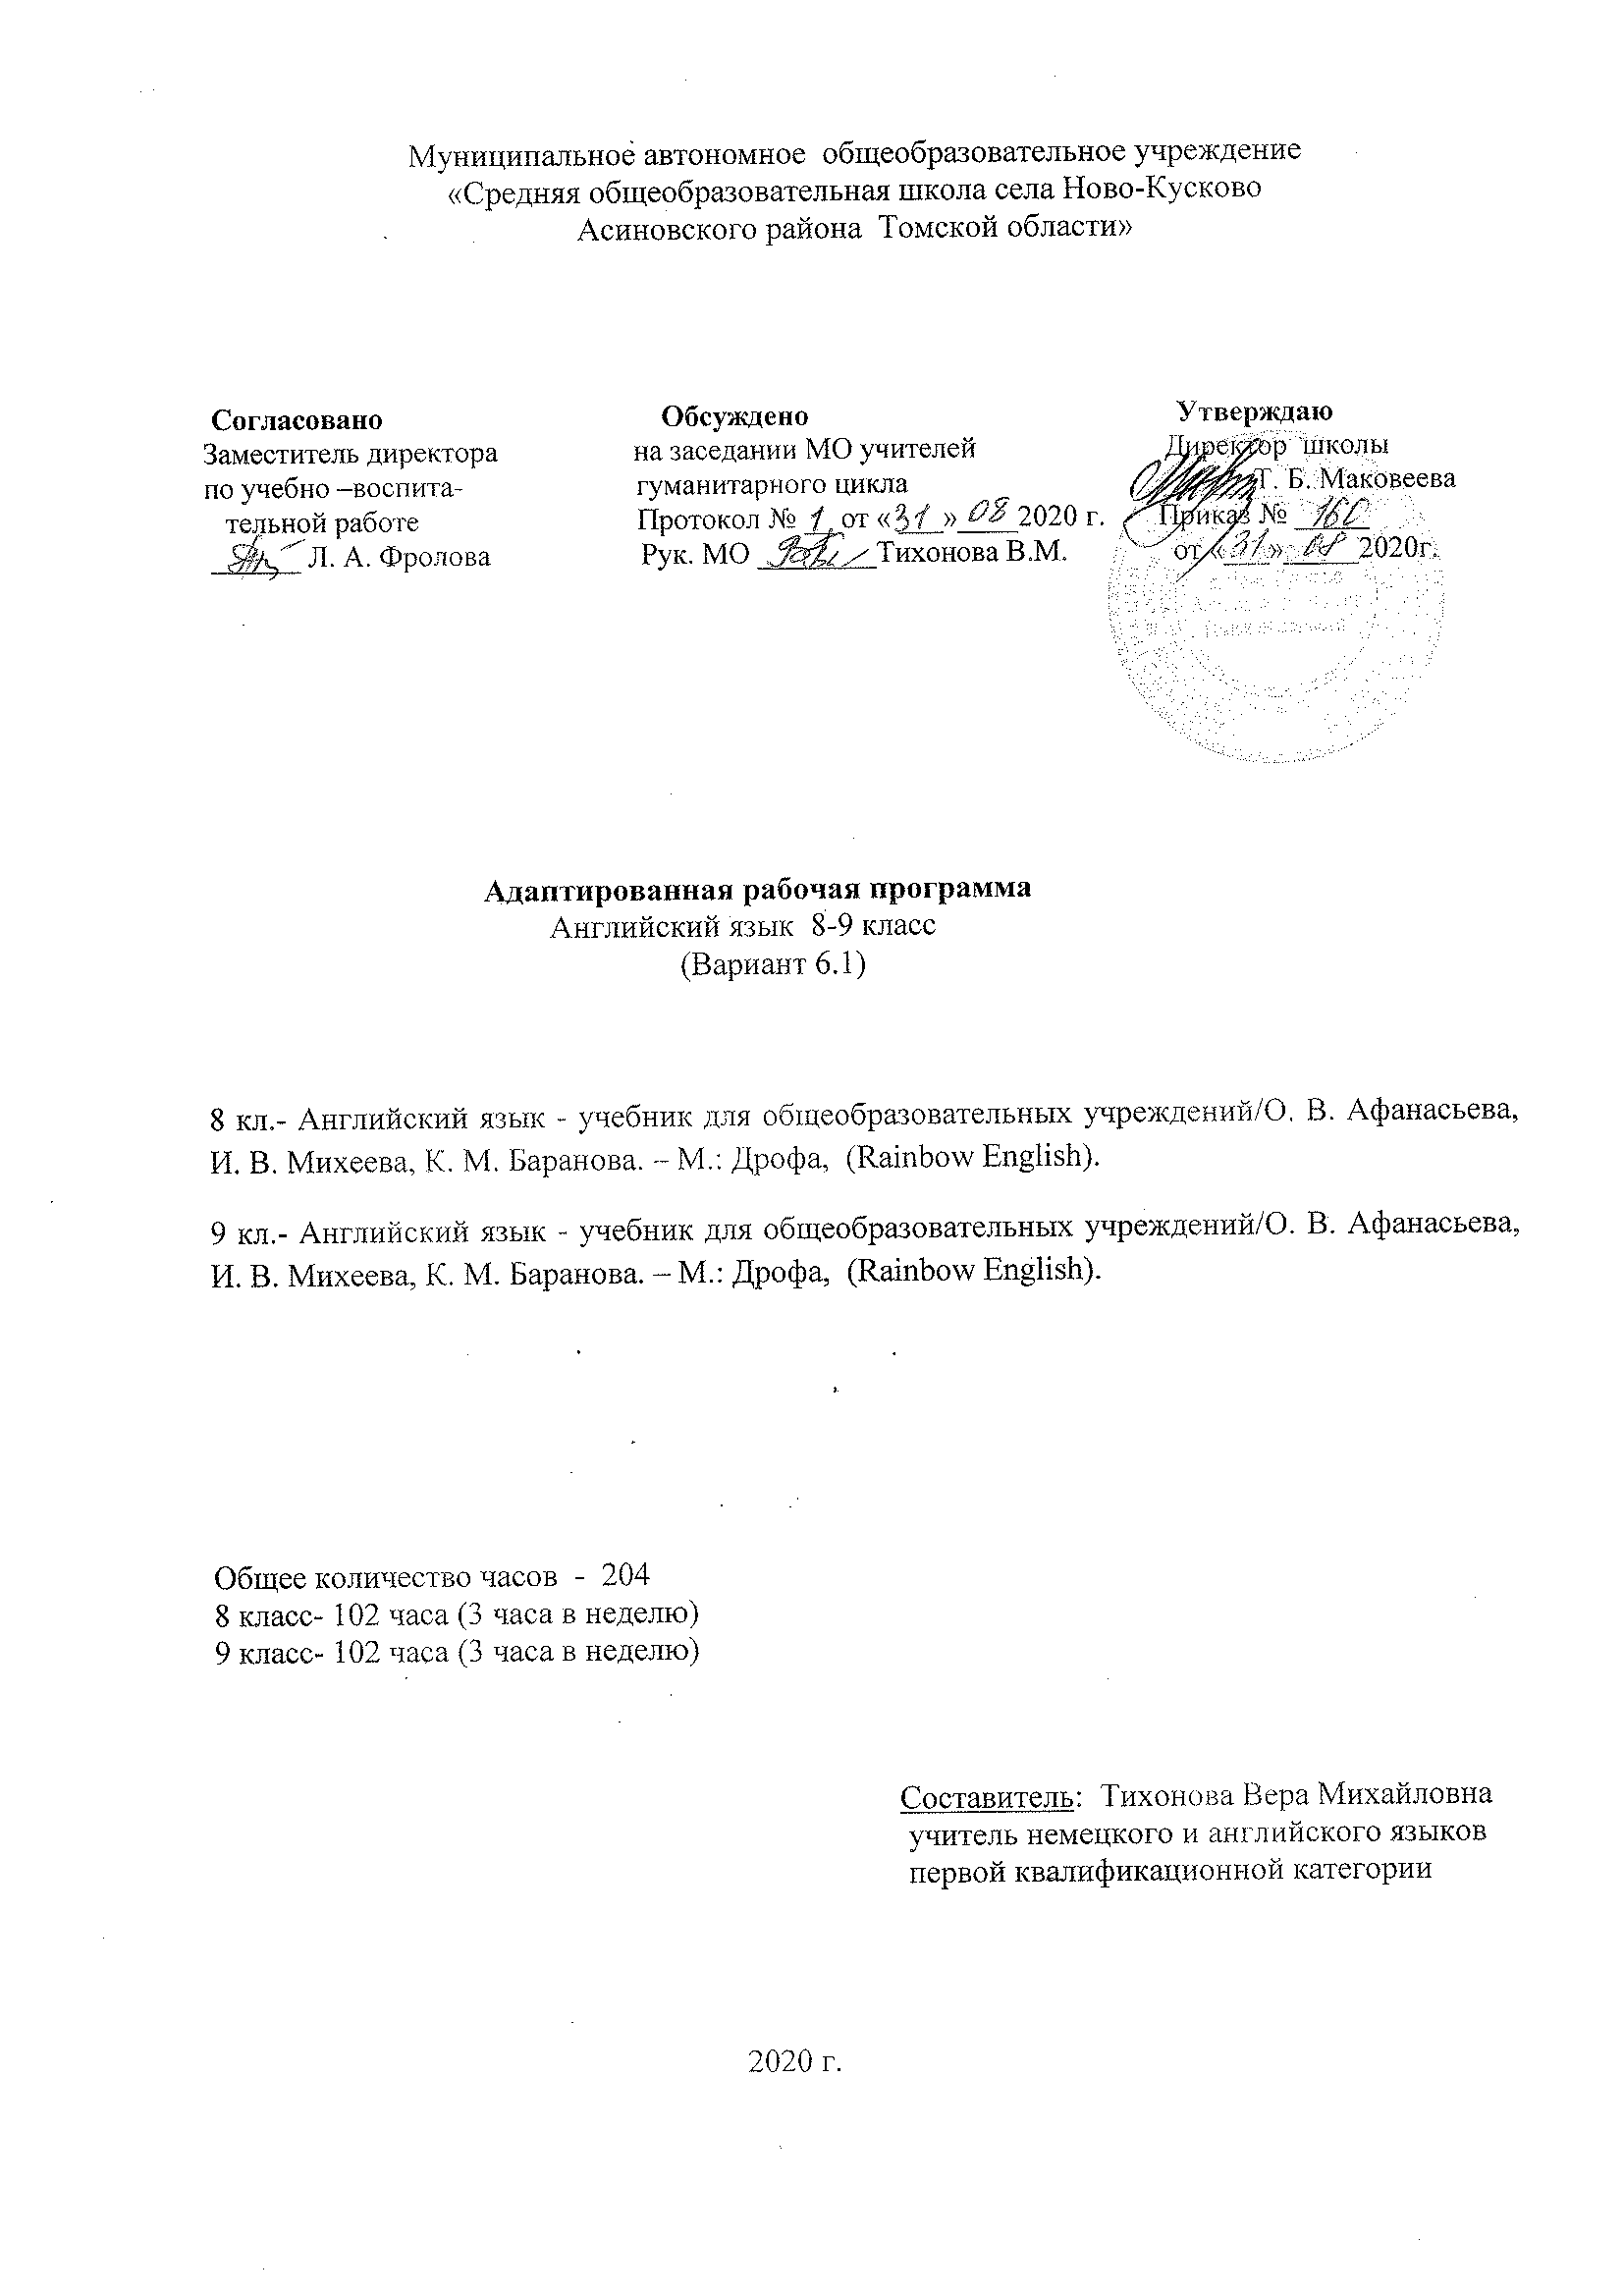 Муниципальное автономное общеобразовательное учреждение
«Средняя общеобразовательная школа села Ново-Кусково
Асиновского района Томской области»
Согласовано
Заместитель директора
по учебно –воспита-
тельной работе
Л. А. Фролова
Обсуждено
на заседании МО учителей
гуманитарного цикла
Протокол № 1 от «31» 08 2020 г.
Рук. МО Тихонова В.М.
Утверждаю
Директор школы
Т. Б. Маковеева
Приказ № 160
от «31» 08 2020г.
Адаптированная рабочая программа
Английский язык 8-9 класс
(Вариант 6.1)
8 кл.- Английский язык - учебник для общеобразовательных учреждений/О. В. Афанасьева,
И. В. Михеева, К. М. Баранова. – М.: Дрофа, (Rainbow English).
9 кл.- Английский язык - учебник для общеобразовательных учреждений/О. В. Афанасьева,
И. В. Михеева, К. М. Баранова. – М.: Дрофа, (Rainbow English).
Общее количество часов - 204
8 класс- 102 часа (3 часа в неделю)
9 класс- 102 часа (3 часа в неделю)
Составитель: Тихонова Вера Михайловна
учитель немецкого и английского языков
первой квалификационной категории
2020 г.